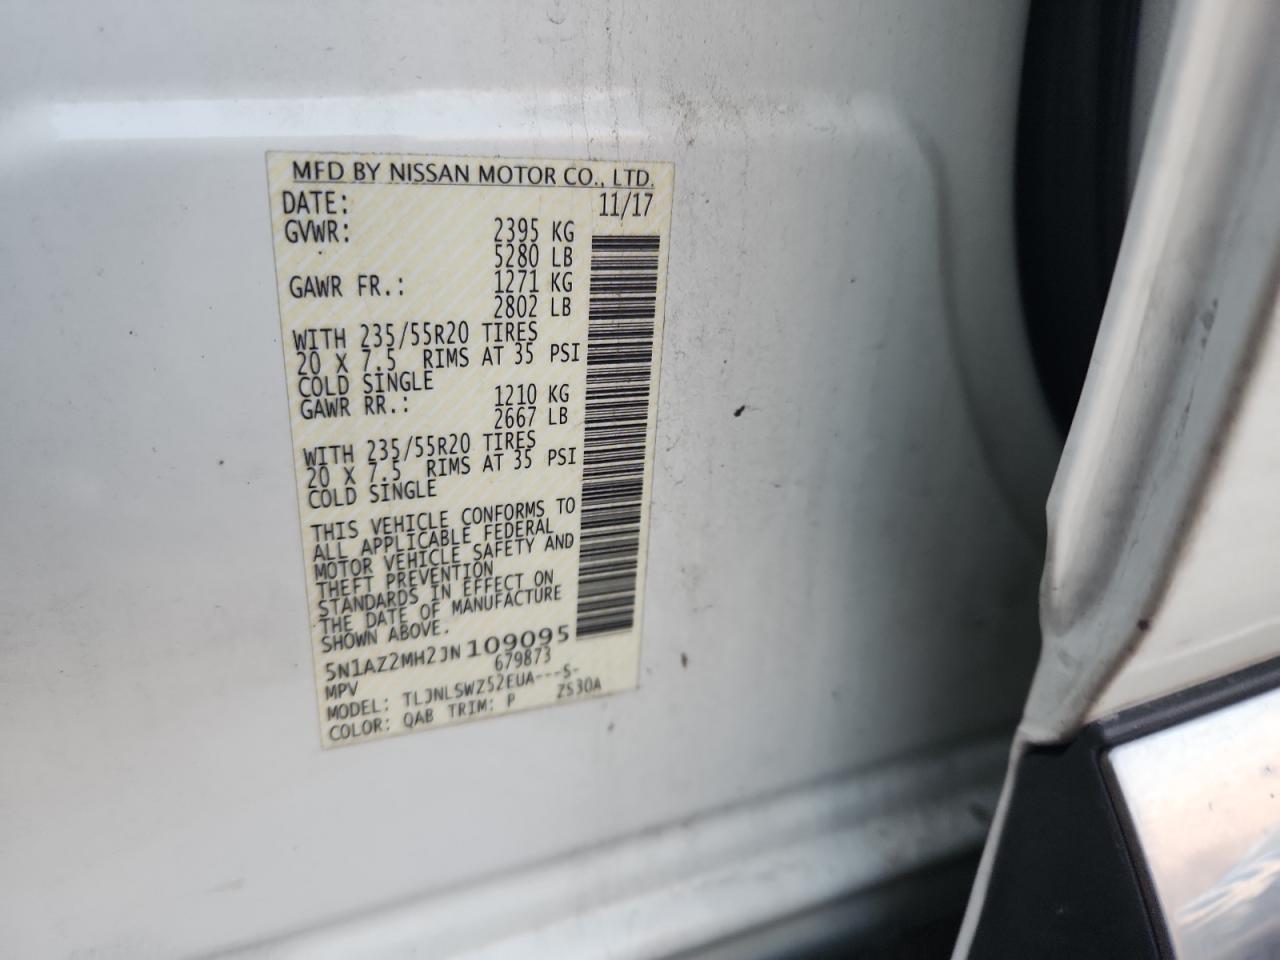 MFD BY NISSAN MOTOR CO., LTD.
DATE: 11/17
GVWR: 2395 KG
5280 LB
GAWR FR.: 1271 KG
2802 LB
WITH 235/55R20 TIRES
20 X 7.5 RIMS AT 35 PSI
COLD SINGLE
GAWR RR.: 1210 KG
2667 LB
WITH 235/55R20 TIRES
20 X 7.5 RIMS AT 35 PSI
COLD SINGLE
THIS VEHICLE CONFORMS TO
ALL APPLICABLE FEDERAL
MOTOR VEHICLE SAFETY AND
THEFT PREVENTION
STANDARDS IN EFFECT ON
THE DATE OF MANUFACTURE
SHOWN ABOVE.
5N1AZ2MH2JN109095
MPV 679873
MODEL: TLJNLSWZ52EUA---S-
COLOR: QAB TRIM: P ZS30A